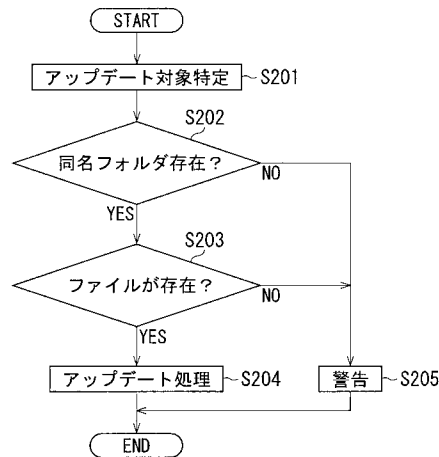 START
アップデート対象特定
S201
S202
同名フォルダ存在?
NO
YES
S203
ファイルが存在?
NO
YES
アップデート処理
S204
警告
S205
END